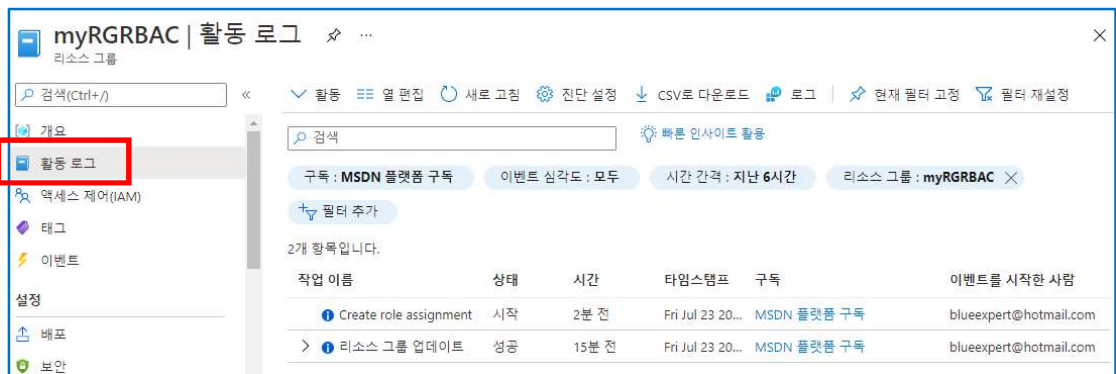 myRGRBAC | 활동 로그
리소스 그룹
검색(Ctrl+/)
개요
활동 로그
액세스 제어(IAM)
태그
이벤트
설정
배포
보안
활동 열 편집 새로 고침 진단 설정 CSV로 다운로드 로그 현재 필터 고정 필터 재설정
검색 빠른 인사이트 활용
구독 : MSDN 플랫폼 구독 이벤트 심각도 : 모두 시간 간격 : 지난 6시간 리소스 그룹 : myRGRBAC
필터 추가
2개 항목입니다.
작업 이름 상태 시간 타임스탬프 구독 이벤트를 시작한 사람
Create role assignment 시작 2분 전 Fri Jul 23 20... MSDN 플랫폼 구독 blueexpert@hotmail.com
리소스 그룹 업데이트 성공 15분 전 Fri Jul 23 20... MSDN 플랫폼 구독 blueexpert@hotmail.com